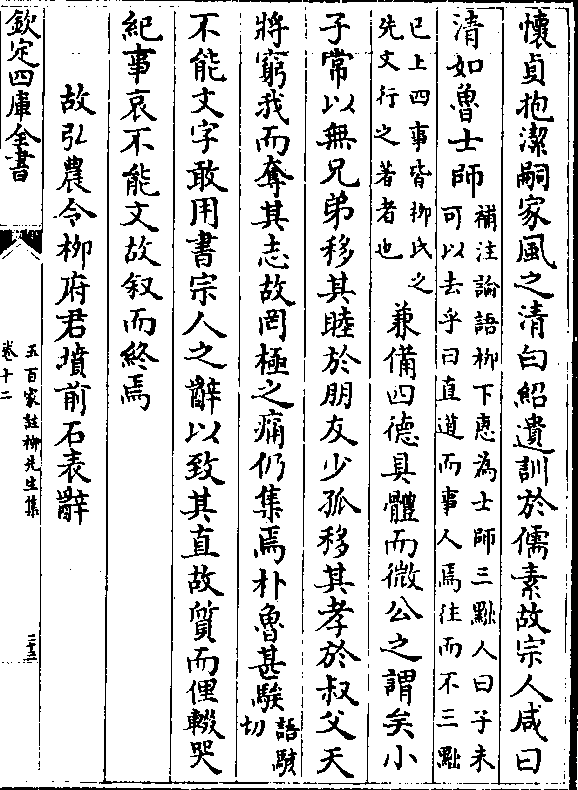 懷貞抱潔嗣家風之清白紹遺訓於儒素故宗人咸曰
清如魯士師補注論語柳下惠為士師三黜人曰子未
可以去乎曰直道而事人焉往而不三黜
已上四事皆柳氏之
先文行之著者也兼備四德具體而微公之謂矣小
子常以無兄弟移其睦於朋友少孤移其孝於叔父天
將窮我而奪其志故罔極之痛仍集焉朴魯甚騃語駭
切
不能文字敢用書宗人之辭以致其直故質而俚輟哭
紀事哀不能文故叙而終焉
故弘農令柳府君墳前石表辭
欽定四庫全書
五百家註柳先生集
卷十二
三十三